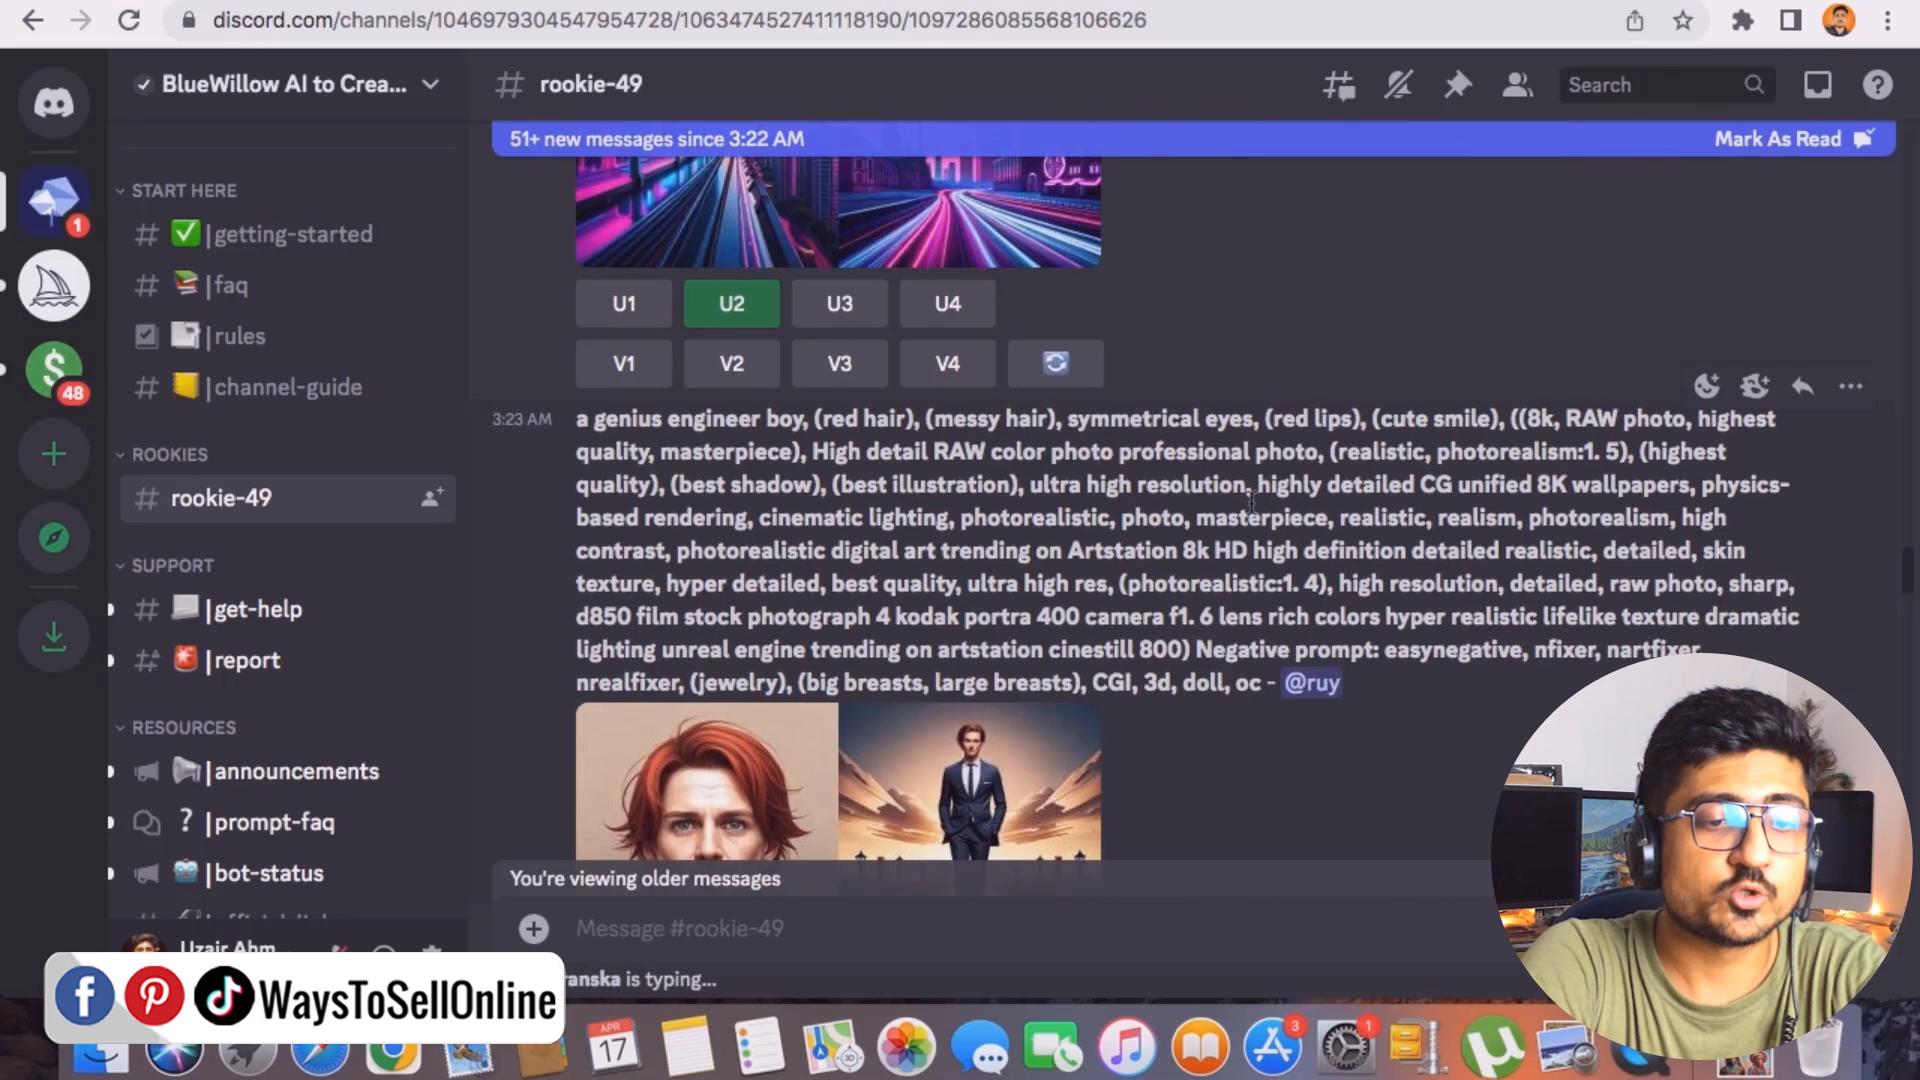 discord.com/channels/1046979304547954728/1063474527411118190/1097286085568106626
BlueWillow AI to Crea...
rookie-49
Search
51+ new messages since 3:22 AM
Mark As Read
START HERE
getting-started
faq
rules
channel-guide
ROOKIES
rookie-49
SUPPORT
get-help
report
RESOURCES
announcements
? prompt-faq
bot-status
1
48
U1 U2 U3 U4
V1 V2 V3 V4
3:23 AM
a genius engineer boy, (red hair), (messy hair), symmetrical eyes, (red lips), (cute smile), ((8k, RAW photo, highest
quality, masterpiece), High detail RAW color photo professional photo, (realistic, photorealism:1. 5), (highest
quality), (best shadow), (best illustration), ultra high resolution, highly detailed CG unified 8K wallpapers, physics-
based rendering, cinematic lighting, photorealistic, photo, masterpiece, realistic, realism, photorealism, high
contrast, photorealistic digital art trending on Artstation 8k HD high definition detailed realistic, detailed, skin
texture, hyper detailed, best quality, ultra high res, (photorealistic:1. 4), high resolution, detailed, raw photo, sharp,
d850 film stock photograph 4 kodak portra 400 camera f1. 6 lens rich colors hyper realistic lifelike texture dramatic
lighting unreal engine trending on artstation cinestill 800) Negative prompt: easynegative, nfixer, nartfixer,
nrealfixer, (jewelry), (big breasts, large breasts), CGI, 3d, doll, oc - @ruy
You're viewing older messages
Message #rookie-49
anska is typing...
Uzair Ahm...
WaysToSellOnline
APR
17
3
1